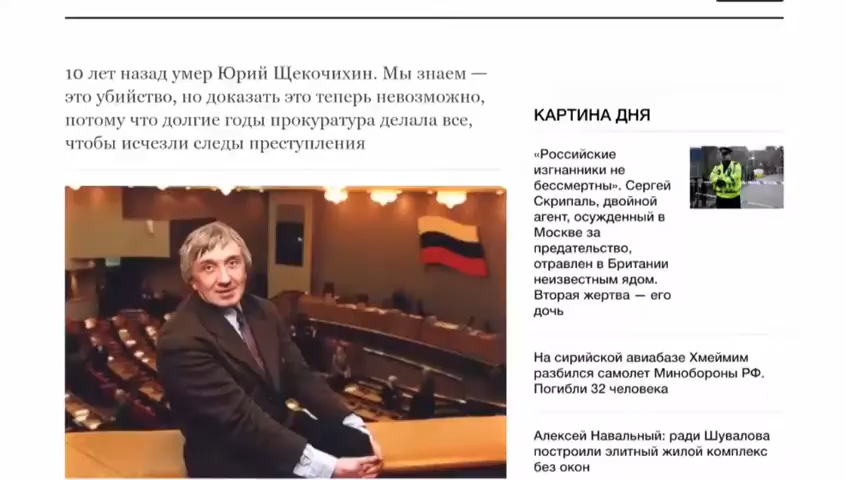 10 лет назад умер Юрий Щекочихин. Мы знаем —
это убийство, но доказать это теперь невозможно,
потому что долгие годы прокуратура делала все,
чтобы исчезли следы преступления
КАРТИНА ДНЯ
«Российские
изгнанники не
бессмертны». Сергей
Скрипаль, двойной
агент, осужденный в
Москве за
предательство,
отравлен в Британии
неизвестным ядом.
Вторая жертва — его
дочь
На сирийской авиабазе Хмеймим
разбился самолет Минобороны РФ.
Погибли 32 человека
Алексей Навальный: ради Шувалова
построили элитный жилой комплекс
без окон